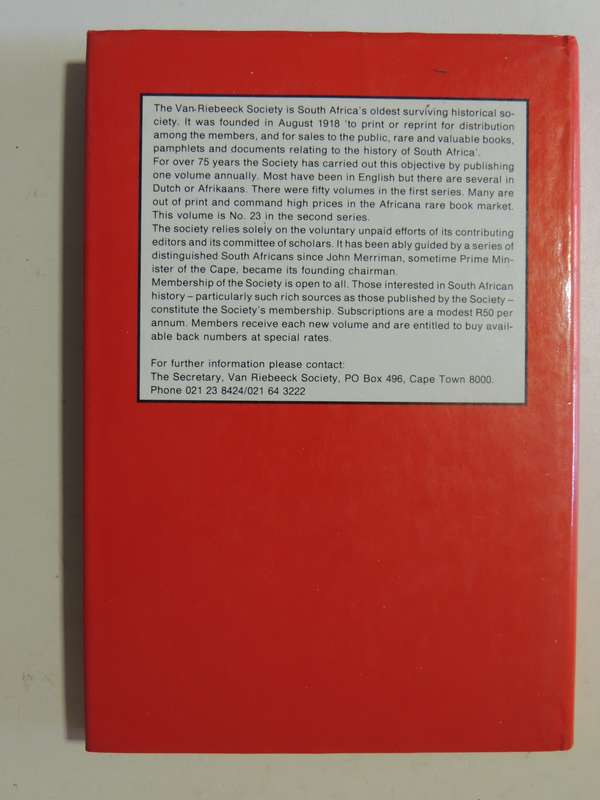 The Van Riebeeck Society is South Africa's oldest surviving historical so-
ciety. It was founded in August 1918 'to print or reprint for distribution
among the members, and for sales to the public, rare and valuable books,
pamphlets and documents relating to the history of South Africa'.
For over 75 years the Society has carried out this objective by publishing
one volume annually. Most have been in English but there are several in
Dutch or Afrikaans. There were fifty volumes in the first series. Many are
out of print and command high prices in the Africana rare book market.
This volume is No. 23 in the second series.
The society relies solely on the voluntary unpaid efforts of its contributing
editors and its committee of scholars. It has been ably guided by a series of
distinguished South Africans since John Merriman, sometime Prime Min-
ister of the Cape, became its founding chairman.
Membership of the Society is open to all. Those interested in South African
history – particularly such rich sources as those published by the Society –
constitute the Society's membership. Subscriptions are a modest R50 per
annum. Members receive each new volume and are entitled to buy avail-
able back numbers at special rates.
For further information please contact:
The Secretary, Van Riebeeck Society, PO Box 496, Cape Town 8000.
Phone 021 23 8424/021 64 3222